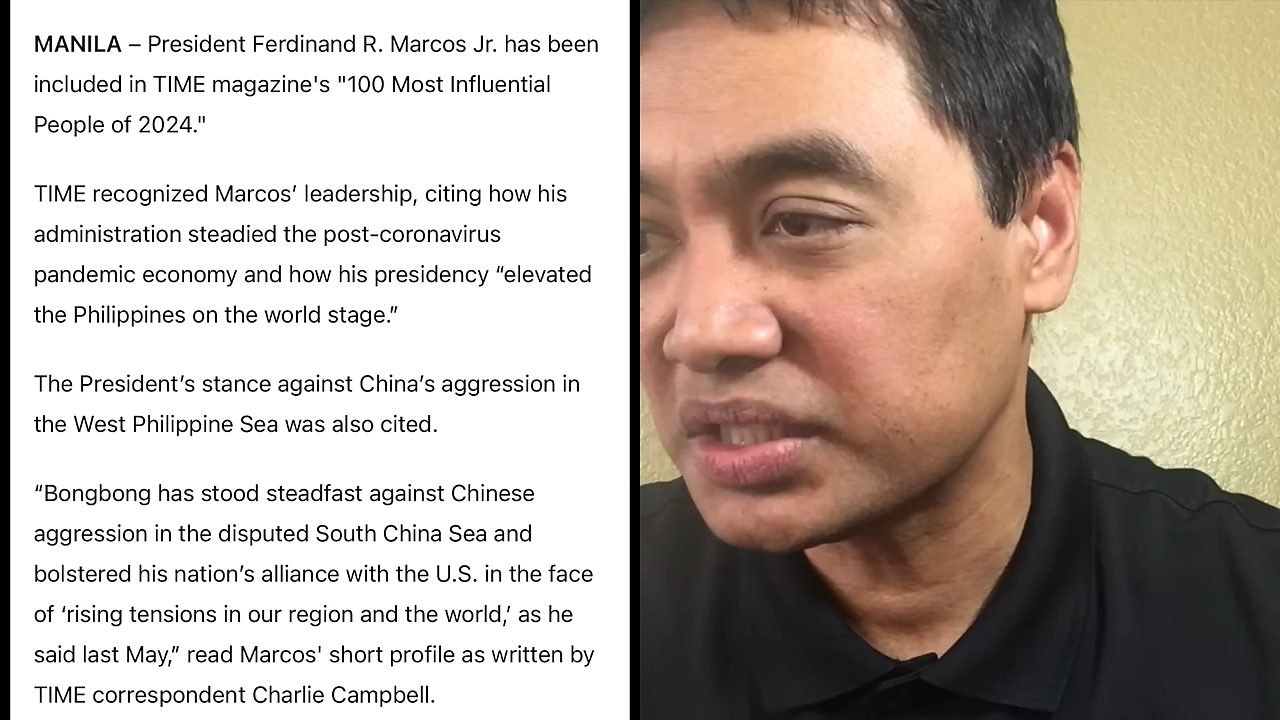 MANILA – President Ferdinand R. Marcos Jr. has been
included in TIME magazine's "100 Most Influential
People of 2024."
TIME recognized Marcos’ leadership, citing how his
administration steadied the post-coronavirus
pandemic economy and how his presidency “elevated
the Philippines on the world stage.”
The President’s stance against China’s aggression in
the West Philippine Sea was also cited.
“Bongbong has stood steadfast against Chinese
aggression in the disputed South China Sea and
bolstered his nation’s alliance with the U.S. in the face
of ‘rising tensions in our region and the world,’ as he
said last May,” read Marcos' short profile as written by
TIME correspondent Charlie Campbell.